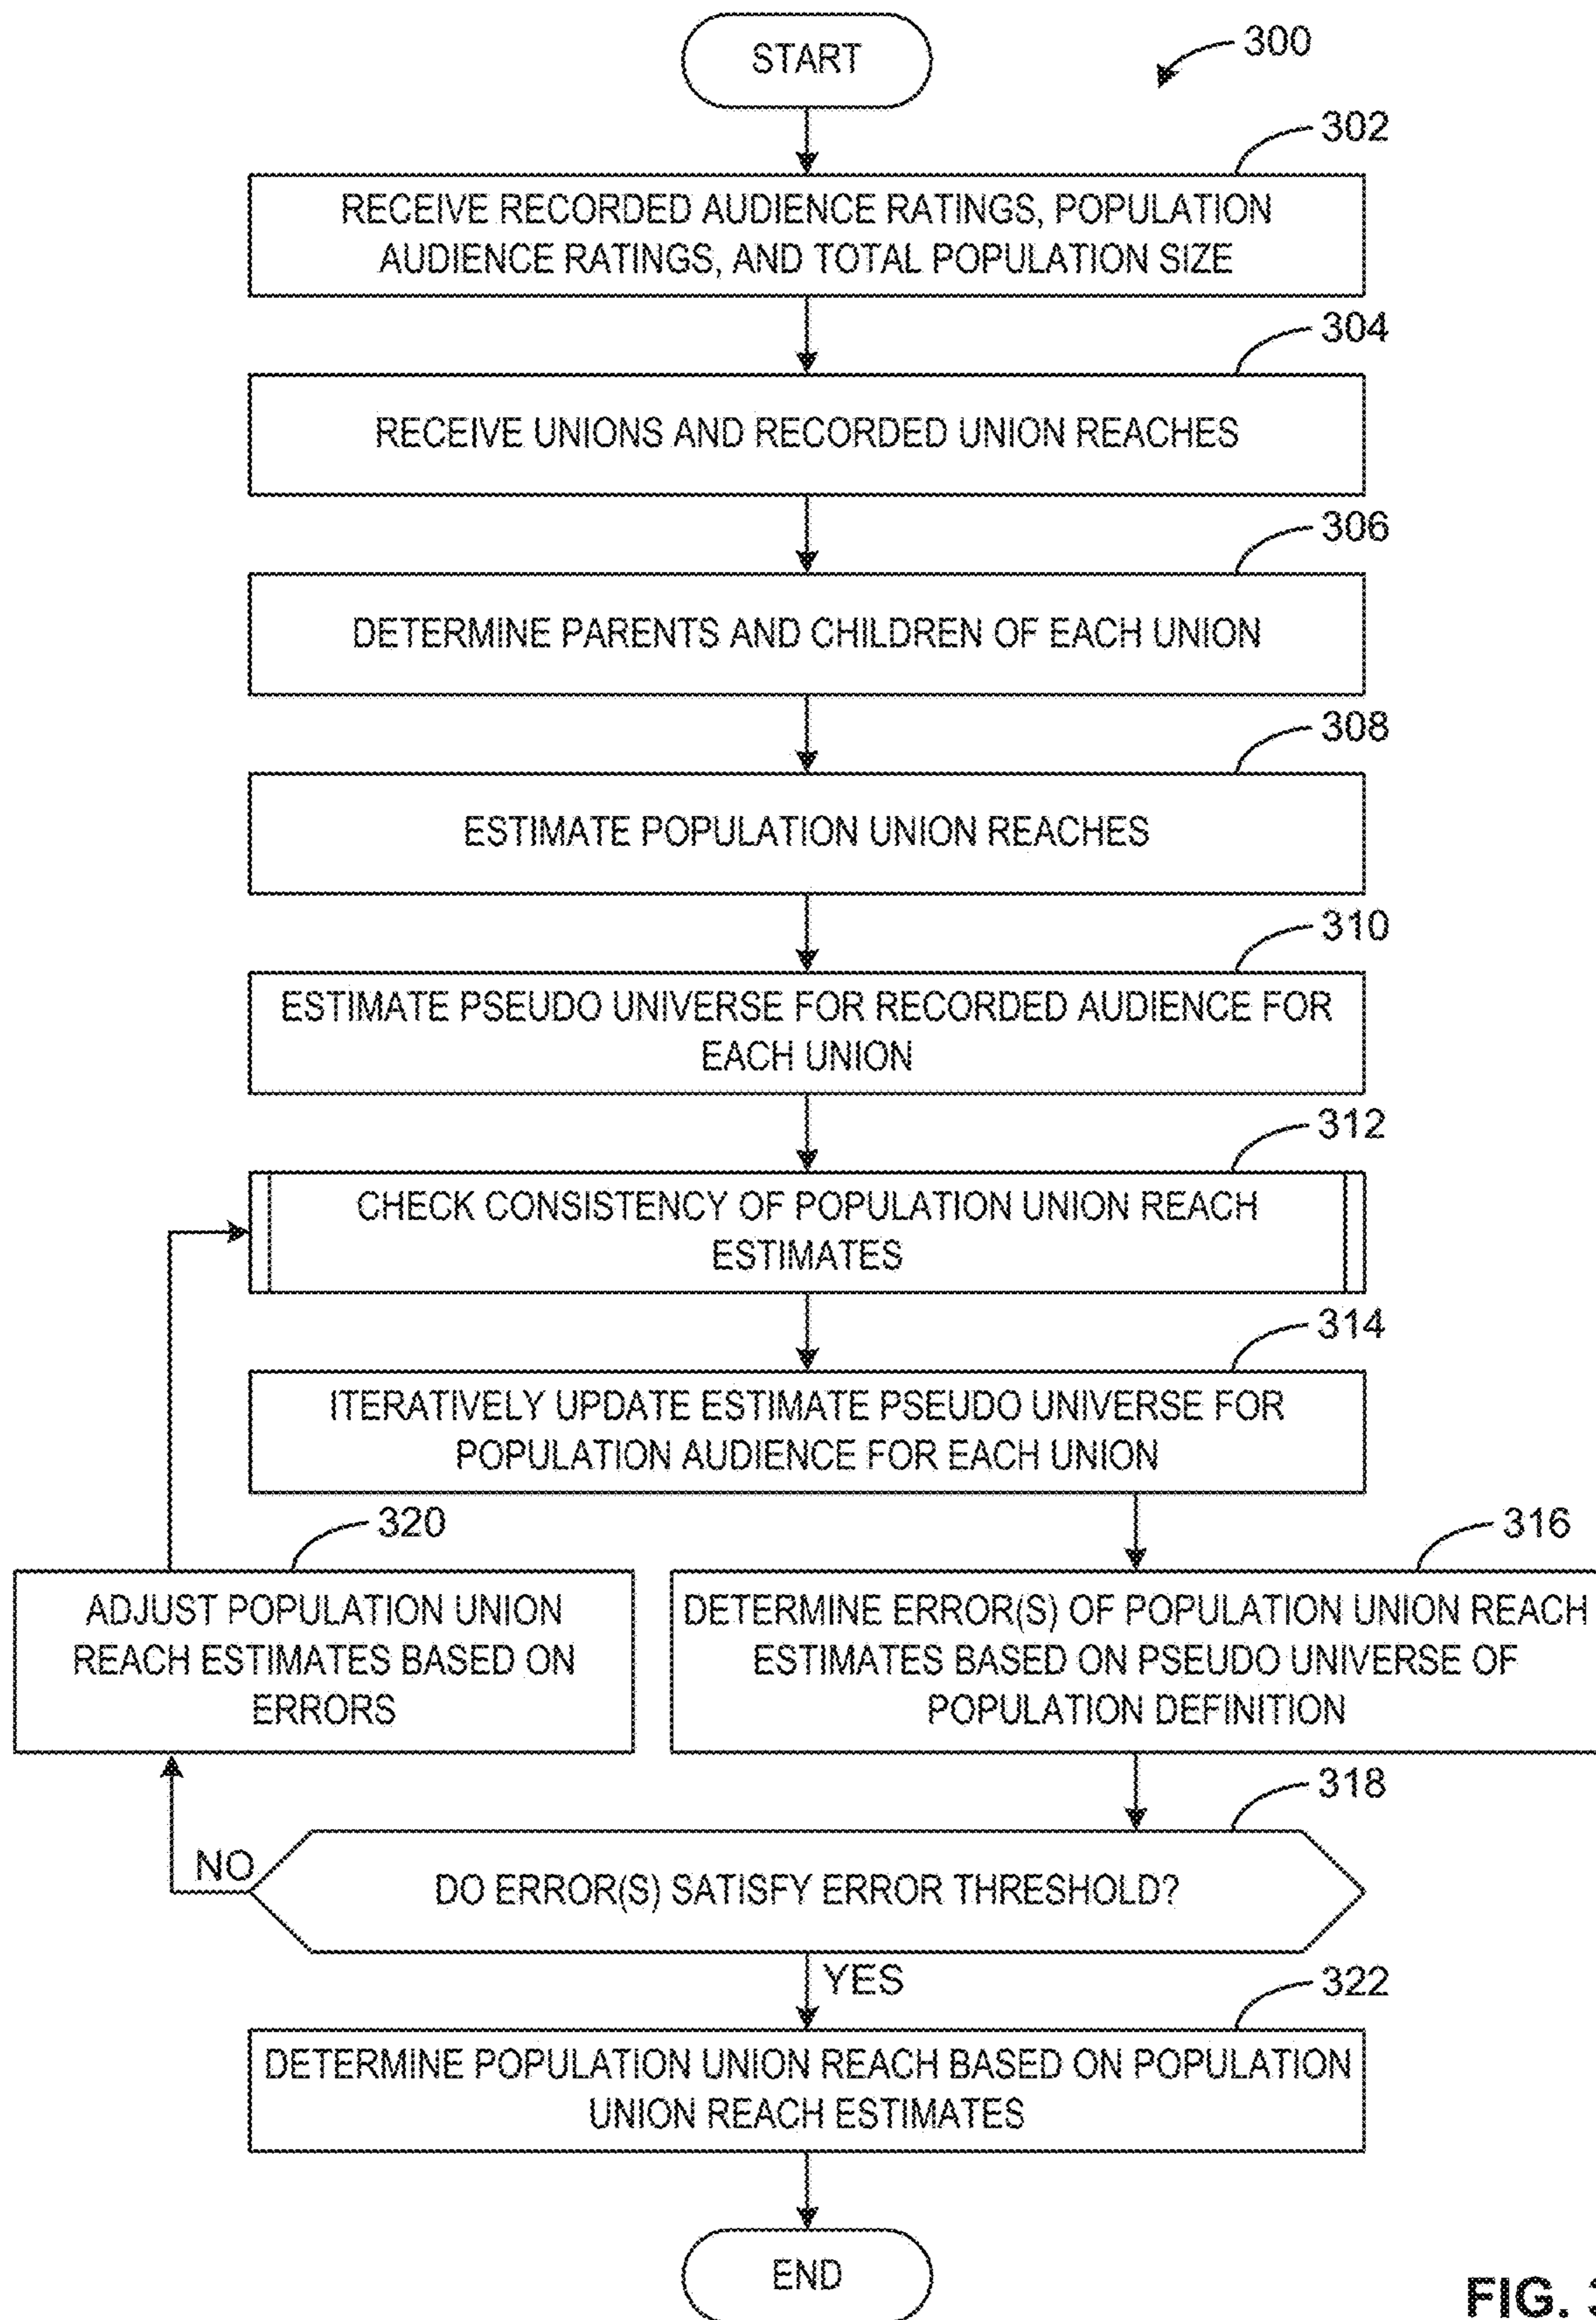 START
300
302
RECEIVE RECORDED AUDIENCE RATINGS, POPULATION
AUDIENCE RATINGS, AND TOTAL POPULATION SIZE
304
RECEIVE UNIONS AND RECORDED UNION REACHES
306
DETERMINE PARENTS AND CHILDREN OF EACH UNION
308
ESTIMATE POPULATION UNION REACHES
310
ESTIMATE PSEUDO UNIVERSE FOR RECORDED AUDIENCE FOR
EACH UNION
312
CHECK CONSISTENCY OF POPULATION UNION REACH
ESTIMATES
314
ITERATIVELY UPDATE ESTIMATE PSEUDO UNIVERSE FOR
POPULATION AUDIENCE FOR EACH UNION
320
ADJUST POPULATION UNION
REACH ESTIMATES BASED ON
ERRORS
316
DETERMINE ERROR(S) OF POPULATION UNION REACH
ESTIMATES BASED ON PSEUDO UNIVERSE OF
POPULATION DEFINITION
318
NO
DO ERROR(S) SATISFY ERROR THRESHOLD?
YES
322
DETERMINE POPULATION UNION REACH BASED ON POPULATION
UNION REACH ESTIMATES
END
FIG. 3